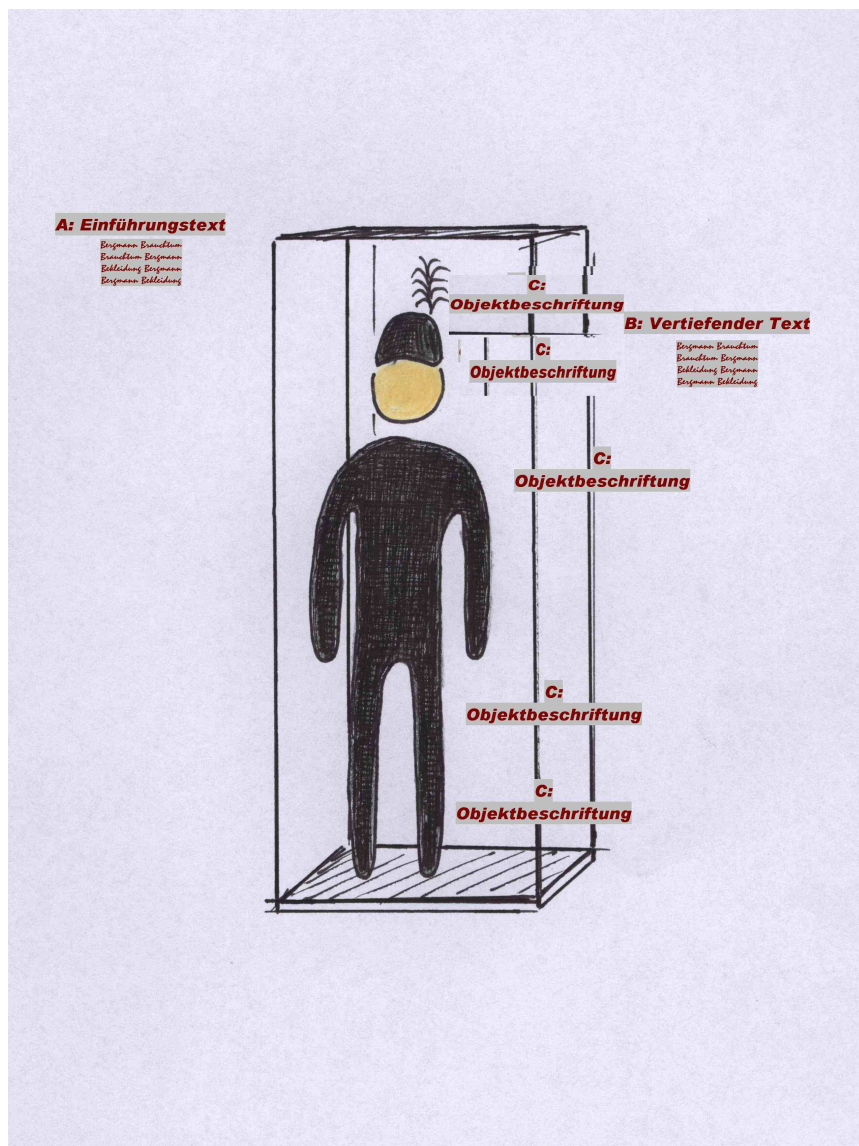 A: Einführungstext
Bergmann Brauchtum
Brauchtum Bergmann
Bekleidung Bergmann
Bergmann Bekleidung
C:
Objektbeschriftung
B: Vertiefender Text
Bergmann Brauchtum
Brauchtum Bergmann
Bekleidung Bergmann
Bergmann Bekleidung
C:
Objektbeschriftung
C:
Objektbeschriftung
C:
Objektbeschriftung
C:
Objektbeschriftung